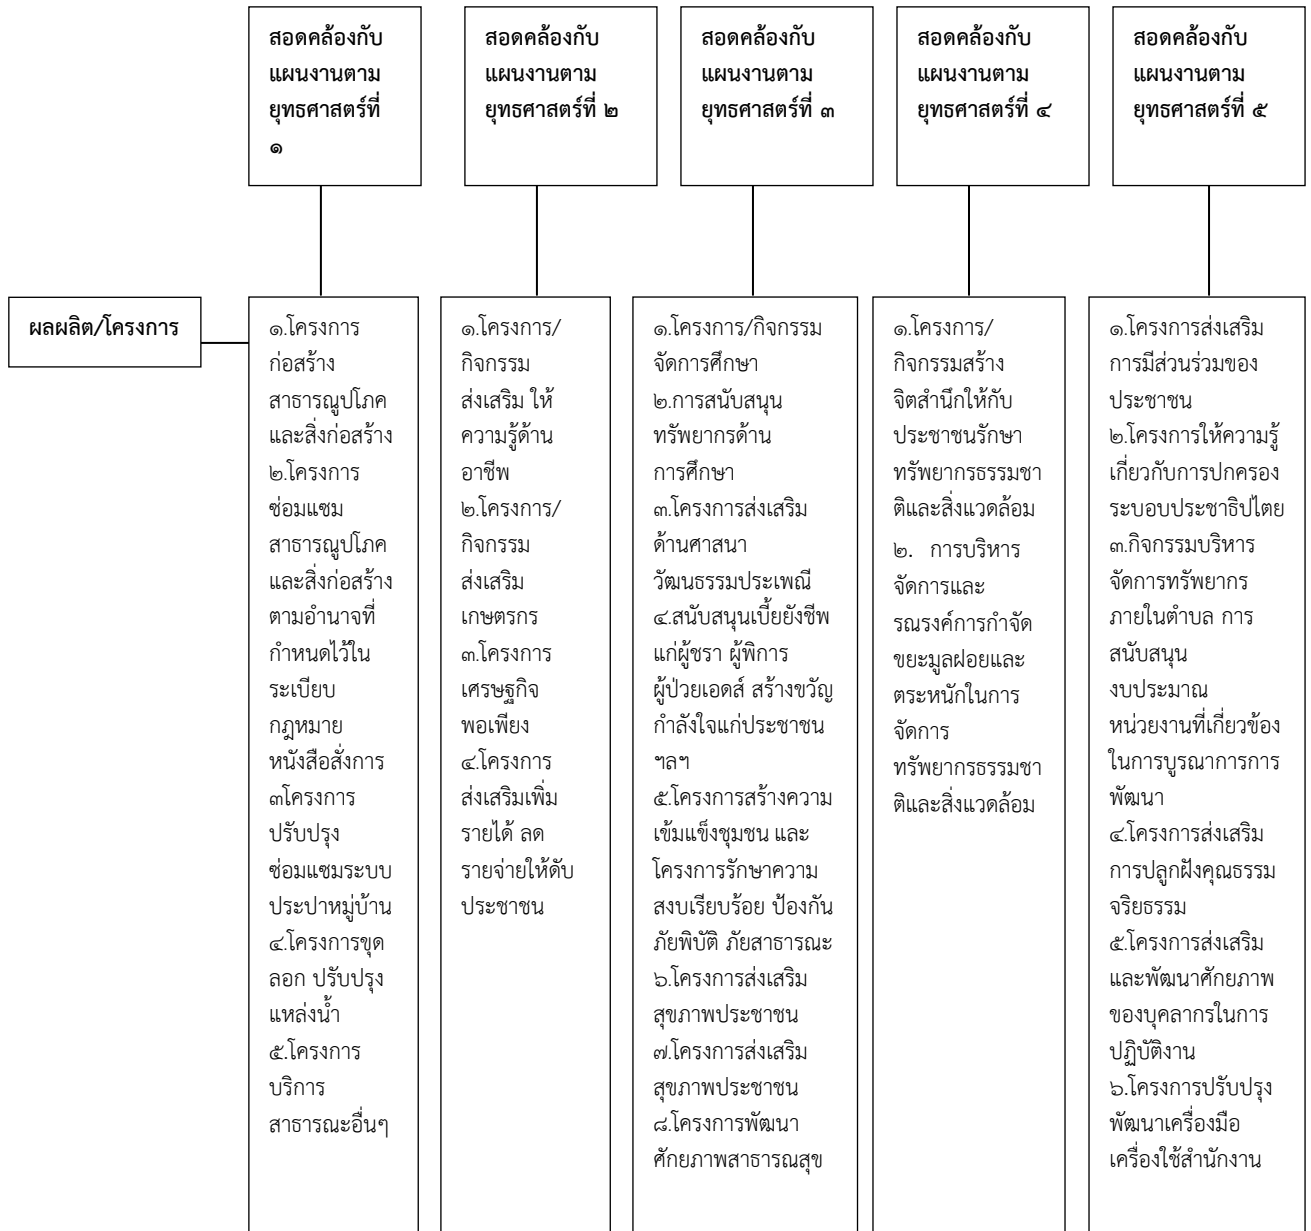 สอดคล้องกับ
แผนงานตาม
ยุทธศาสตร์ที่
๑
สอดคล้องกับ
แผนงานตาม
ยุทธศาสตร์ที่ ๒
สอดคล้องกับ
แผนงานตาม
ยุทธศาสตร์ที่ ๓
สอดคล้องกับ
แผนงานตาม
ยุทธศาสตร์ที่ ๔
สอดคล้องกับ
แผนงานตาม
ยุทธศาสตร์ที่ ๕
ผลผลิต/โครงการ
๑.โครงการ
ก่อสร้าง
สาธารณูปโภค
และสิ่งก่อสร้าง
๒.โครงการ
ซ่อมแซม
สาธารณูปโภค
และสิ่งก่อสร้าง
ตามอำนาจที่
กำหนดไว้ใน
ระเบียบ
กฎหมาย
หนังสือสั่งการ
๓โครงการ
ปรับปรุง
ซ่อมแซมระบบ
ประปาหมู่บ้าน
๔.โครงการขุด
ลอก ปรับปรุง
แหล่งน้ำ
๕.โครงการ
บริการ
สาธารณะอื่นๆ
๑.โครงการ/
กิจกรรม
ส่งเสริม ให้
ความรู้ด้าน
อาชีพ
๒.โครงการ/
กิจกรรม
ส่งเสริม
เกษตรกร
๓.โครงการ
เศรษฐกิจ
พอเพียง
๔.โครงการ
ส่งเสริมเพิ่ม
รายได้ ลด
รายจ่ายให้ดับ
ประชาชน
๑.โครงการ/กิจกรรม
จัดการศึกษา
๒.การสนับสนุน
ทรัพยากรด้าน
การศึกษา
๓.โครงการส่งเสริม
ด้านศาสนา
วัฒนธรรมประเพณี
๔.สนับสนุนเบี้ยยังชีพ
แก่ผู้ชรา ผู้พิการ
ผู้ป่วยเอดส์ สร้างขวัญ
กำลังใจแก่ประชาชน
ฯลฯ
๕.โครงการสร้างความ
เข้มแข็งชุมชน และ
โครงการรักษาความ
สงบเรียบร้อย ป้องกัน
ภัยพิบัติ ภัยสาธารณะ
๖.โครงการส่งเสริม
สุขภาพประชาชน
๗.โครงการส่งเสริม
สุขภาพประชาชน
๘.โครงการพัฒนา
ศักยภาพสาธารณสุข
๑.โครงการ/
กิจกรรมสร้าง
จิตสำนึกให้กับ
ประชาชนรักษา
ทรัพยากรธรรมชา
ติและสิ่งแวดล้อม
๒. การบริหาร
จัดการและ
รณรงค์การกำจัด
ขยะมูลฝอยและ
ตระหนักในการ
จัดการ
ทรัพยากรธรรมชา
ติและสิ่งแวดล้อม
๑.โครงการส่งเสริม
การมีส่วนร่วมของ
ประชาชน
๒.โครงการให้ความรู้
เกี่ยวกับการปกครอง
ระบอบประชาธิปไตย
๓.กิจกรรมบริหาร
จัดการทรัพยากร
ภายในตำบล การ
สนับสนุน
งบประมาณ
หน่วยงานที่เกี่ยวข้อง
ในการบูรณาการการ
พัฒนา
๔.โครงการส่งเสริม
การปลูกฝังคุณธรรม
จริยธรรม
๕.โครงการส่งเสริม
และพัฒนาศักยภาพ
ของบุคลากรในการ
ปฏิบัติงาน
๖.โครงการปรับปรุง
พัฒนาเครื่องมือ
เครื่องใช้สำนักงาน